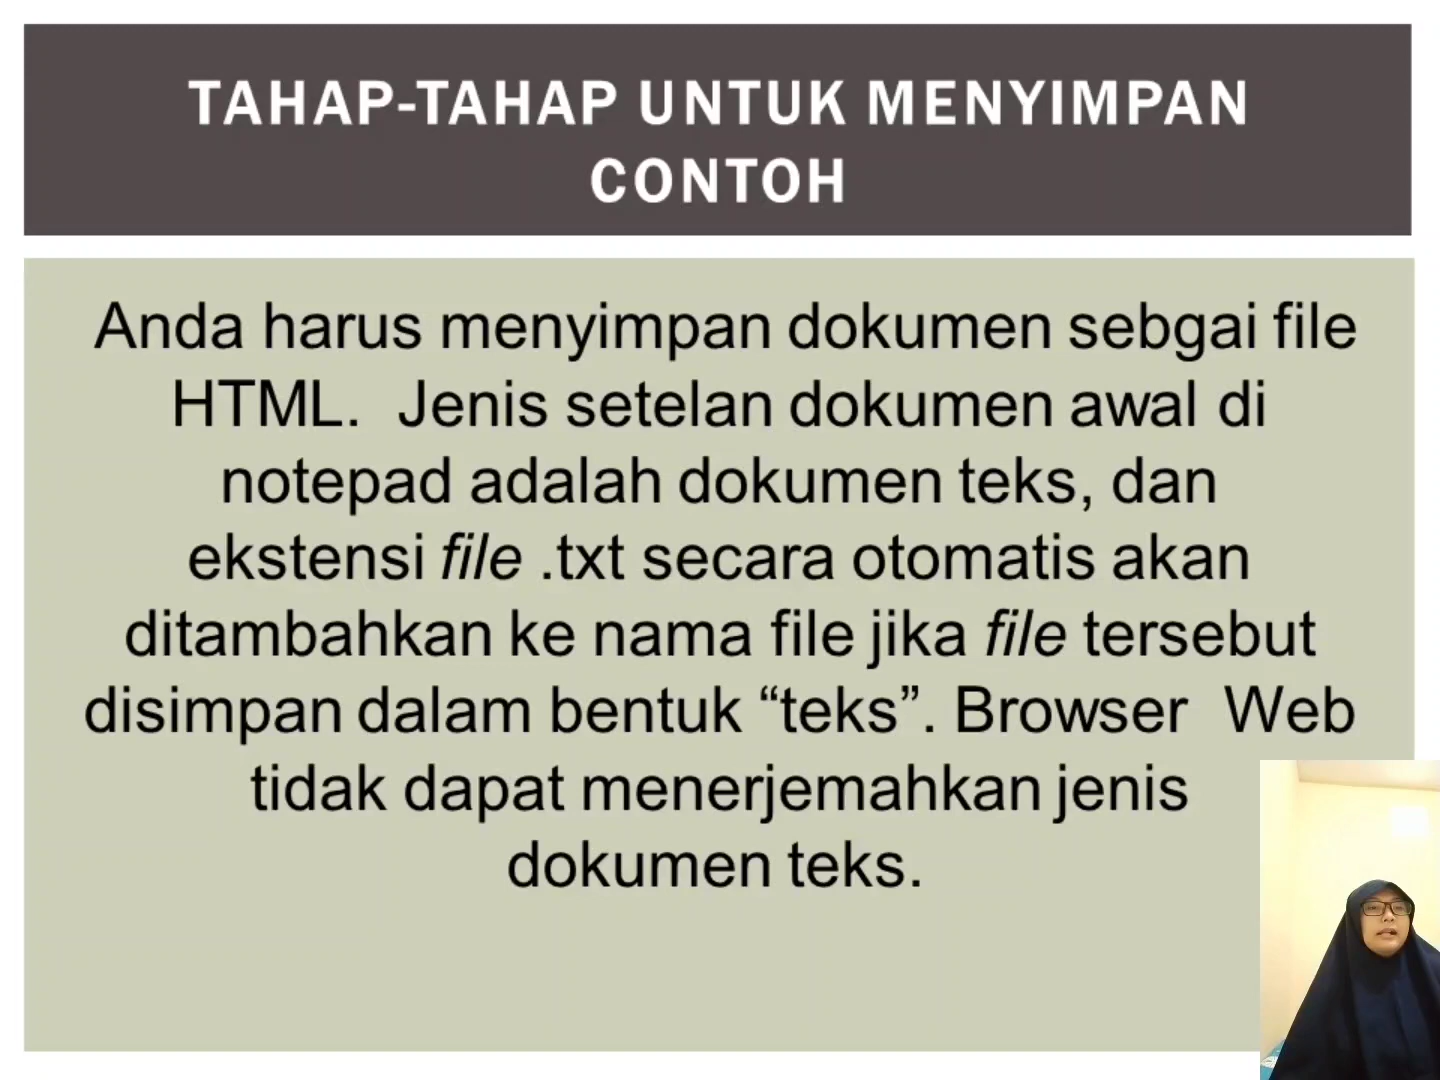 TAHAP-TAHAP UNTUK MENYIMPAN
CONTOH
Anda harus menyimpan dokumen sebgai file
HTML.  Jenis setelan dokumen awal di
notepad adalah dokumen teks, dan
ekstensi file .txt secara otomatis akan
ditambahkan ke nama file jika file tersebut
disimpan dalam bentuk “teks”. Browser  Web
tidak dapat menerjemahkan jenis
dokumen teks.